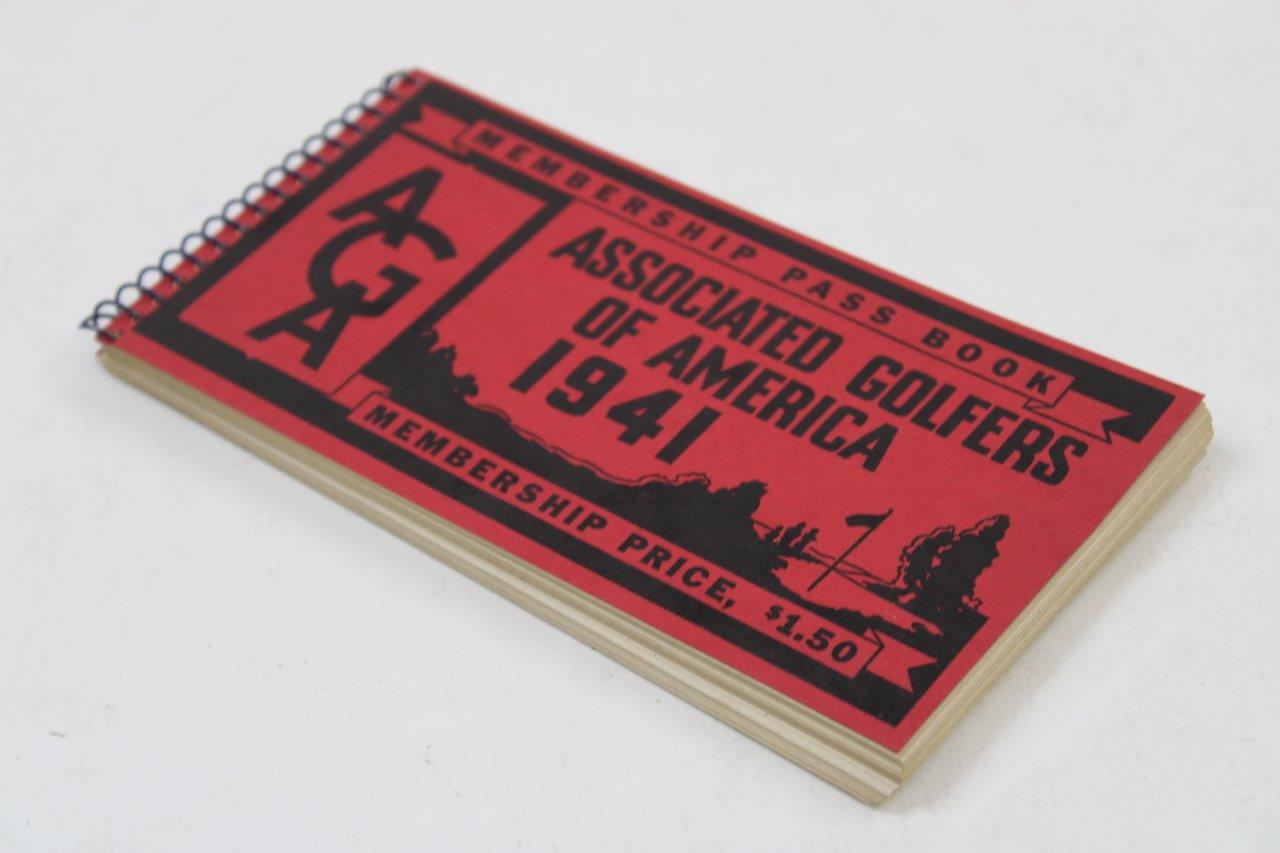 MEMBERSHIP PASS BOOK
AGA
ASSOCIATED GOLFERS
OF AMERICA
1941
MEMBERSHIP PRICE, $1.50